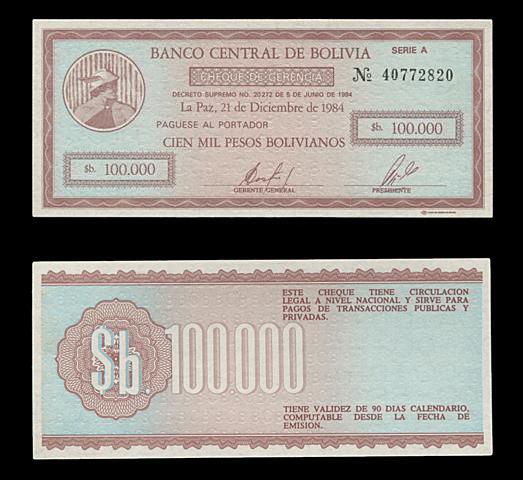 BANCO CENTRAL DE BOLIVIA SERIE A
CHEQUE DE GERENCIA Nº 40772820
DECRETO SUPREMO NO. 20272 DE 5 DE JUNIO DE 1984
La Paz, 21 de Diciembre de 1984
PAGUESE AL PORTADOR
$b. 100.000
CIEN MIL PESOS BOLIVIANOS
$b. 100.000
GERENTE GENERAL PRESIDENTE
ESTE CHEQUE TIENE CIRCULACION
LEGAL A NIVEL NACIONAL Y SIRVE PARA
PAGOS DE TRANSACCIONES PUBLICAS Y
PRIVADAS.
$b. 100.000
TIENE VALIDEZ DE 90 DIAS CALENDARIO,
COMPUTABLE DESDE LA FECHA DE
EMISION.